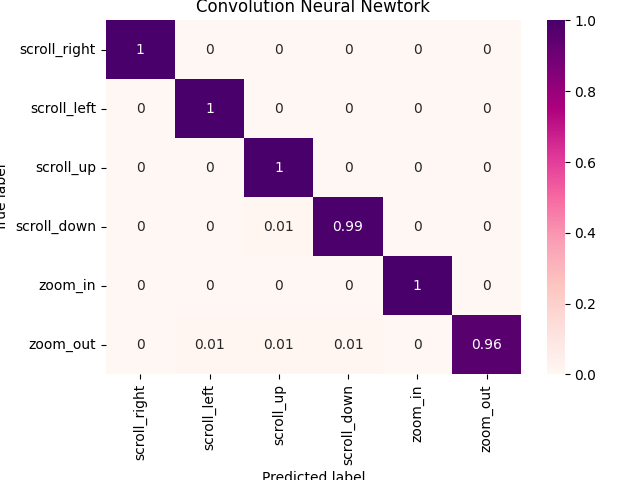 Convolution Neural Newtork
scroll_right 1 0 0 0 0 0
scroll_left 0 1 0 0 0 0
scroll_up 0 0 1 0 0 0
scroll_down 0 0 0.01 0.99 0 0
zoom_in 0 0 0 0 1 0
zoom_out 0 0.01 0.01 0.01 0 0.96
scroll_right scroll_left scroll_up scroll_down zoom_in zoom_out
Predicted label
True label
1.0
0.8
0.6
0.4
0.2
0.0